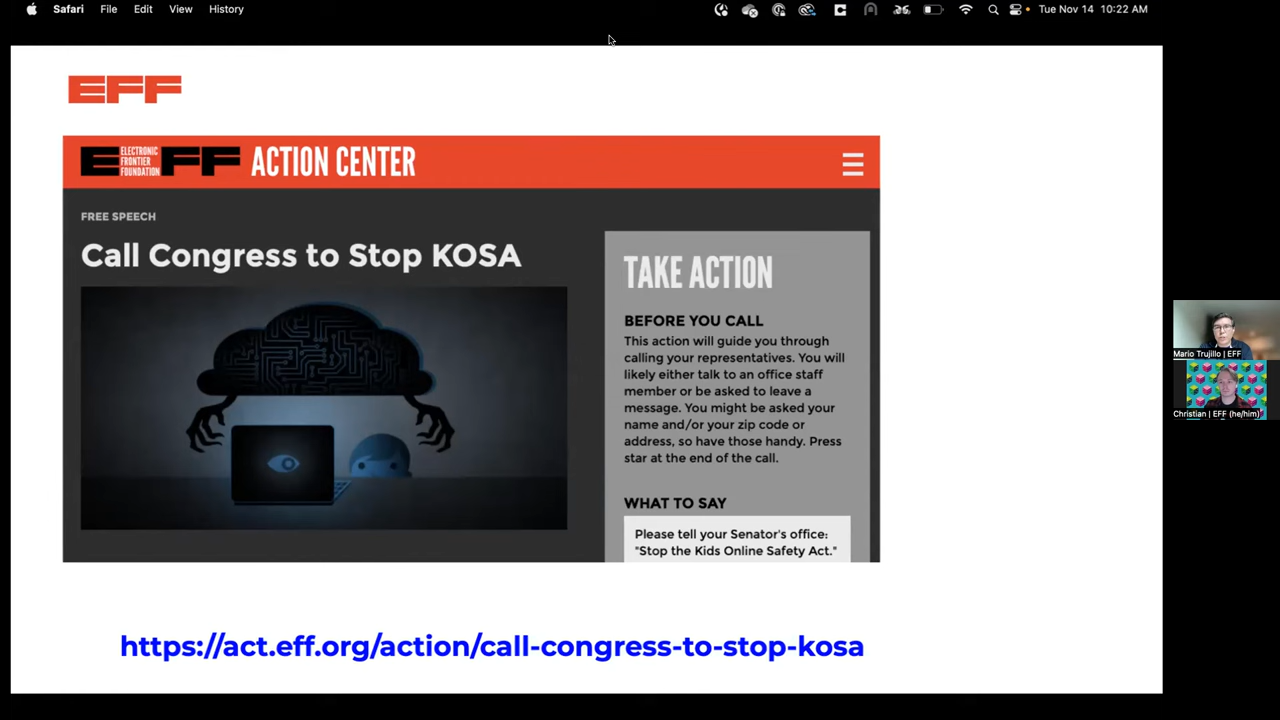 Safari File Edit View History
Tue Nov 14 10:22 AM
EFF
EFF
ELECTRONIC
FRONTIER
FOUNDATION
ACTION CENTER
FREE SPEECH
Call Congress to Stop KOSA
TAKE ACTION
BEFORE YOU CALL
This action will guide you through
calling your representatives. You will
likely either talk to an office staff
member or be asked to leave a
message. You might be asked your
name and/or your zip code or
address, so have those handy. Press
star at the end of the call.
WHAT TO SAY
Please tell your Senator's office:
"Stop the Kids Online Safety Act."
https://act.eff.org/action/call-congress-to-stop-kosa
Mario Trujillo | EFF
Christian | EFF (he/him)